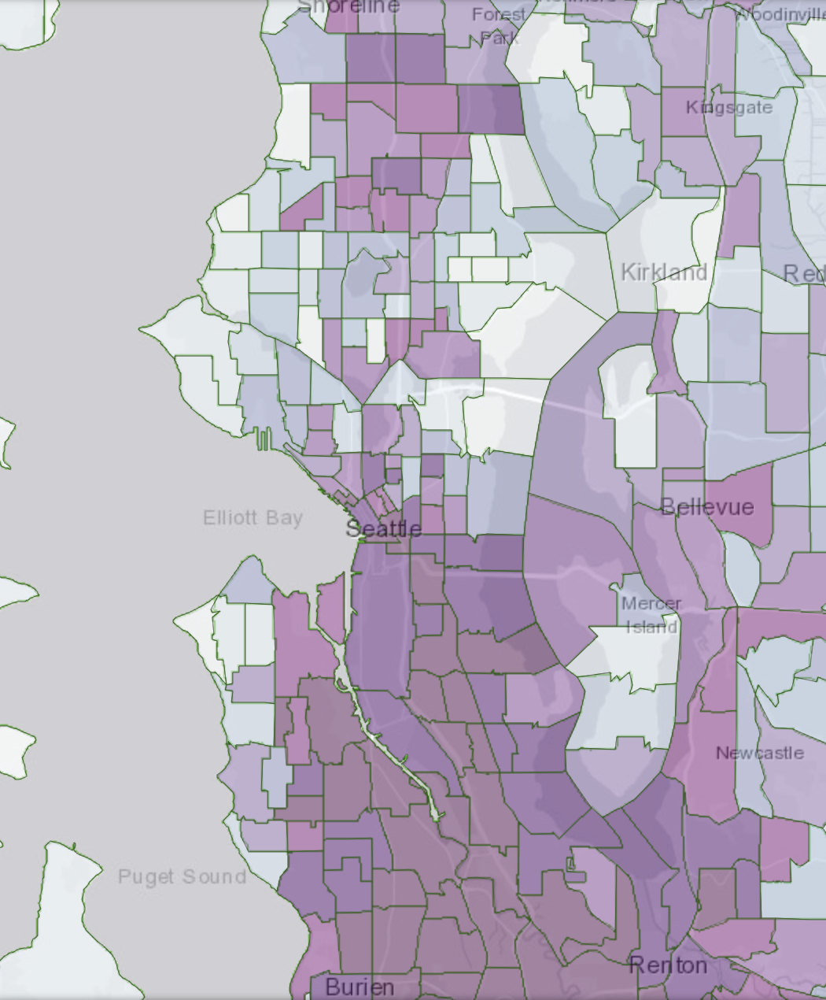 Shoreline
Forest
Park
Woodinville
Kingsgate
Kirkland
Red
Elliott Bay
Seattle
Bellevue
Mercer
Island
Newcastle
Puget Sound
Renton
Burien